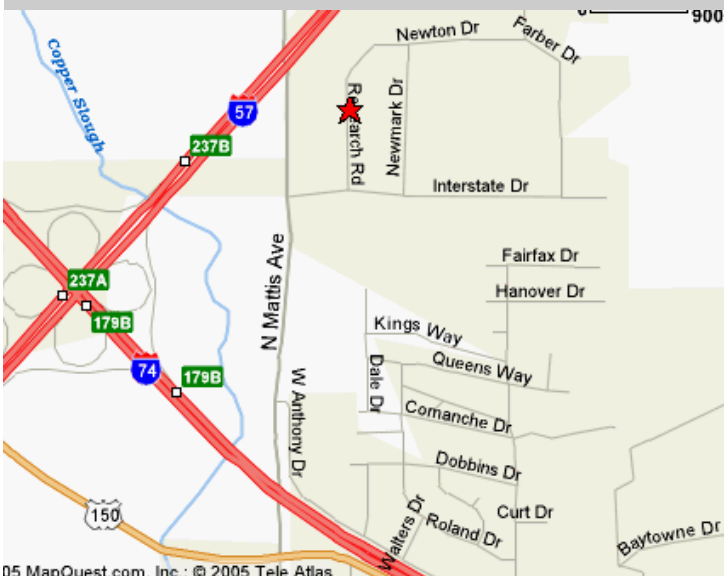 0
900
Newton Dr
Farber Dr
Copper Slough
57
Newmark Dr
237B
Interstate Dr
N Mattis Ave
Fairfax Dr
237A
Hanover Dr
179B
Kings Way
Queens Way
74
179B
Dale Dr
W Anthony Dr
Comanche Dr
Dobbins Dr
150
Walters Dr
Curt Dr
Roland Dr
Baytowne Dr
05 MapQuest.com, Inc.; © 2005 Tele Atlas